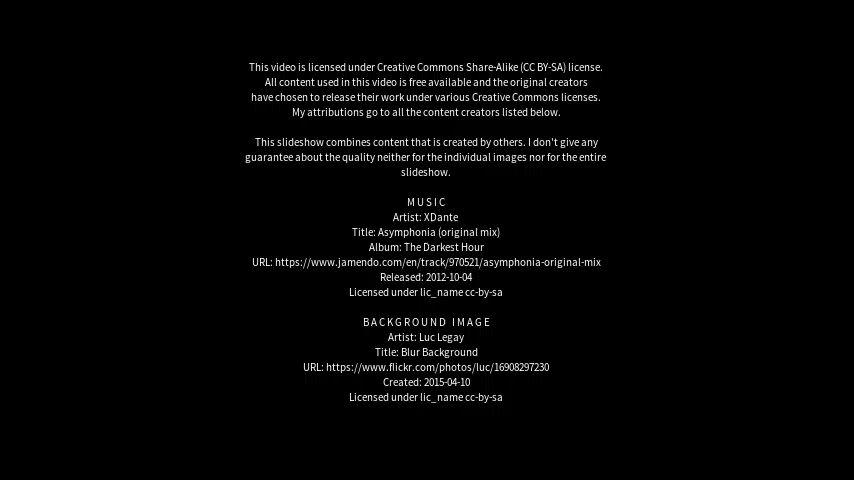 This video is licensed under Creative Commons Share-Alike (CC BY-SA) license.
All content used in this video is free available and the original creators
have chosen to release their work under various Creative Commons licenses.
My attributions go to all the content creators listed below.
This slideshow combines content that is created by others. I don't give any
guarantee about the quality neither for the individual images nor for the entire
slideshow.
MUSIC
Artist: XDante
Title: Asymphonia (original mix)
Album: The Darkest Hour
URL: https://www.jamendo.com/en/track/970521/asymphonia-original-mix
Released: 2012-10-04
Licensed under lic_name cc-by-sa
BACKGROUND IMAGE
Artist: Luc Legay
Title: Blur Background
URL: https://www.flickr.com/photos/luc/16908297230
Created: 2015-04-10
Licensed under lic_name cc-by-sa